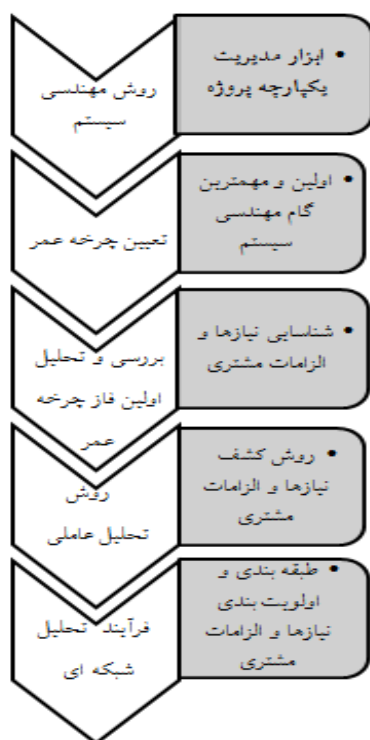 ابزار مدیریت
یکپارچه پروژه
روش مهندسی
سیستم
اولین و مهمترین
گام مهندسی
سیستم
تعیین چرخه عمر
شناسایی نیازها و
الزامات مشتری
بررسی و تحلیل
اولین فاز چرخه
عمر
روش کشف
نیازها و الزامات
مشتری
روش
تحلیل عاملی
طبقه بندی و
اولویت بندی
نیازها و الزامات
مشتری
فرآیند تحلیل
شبکه ای